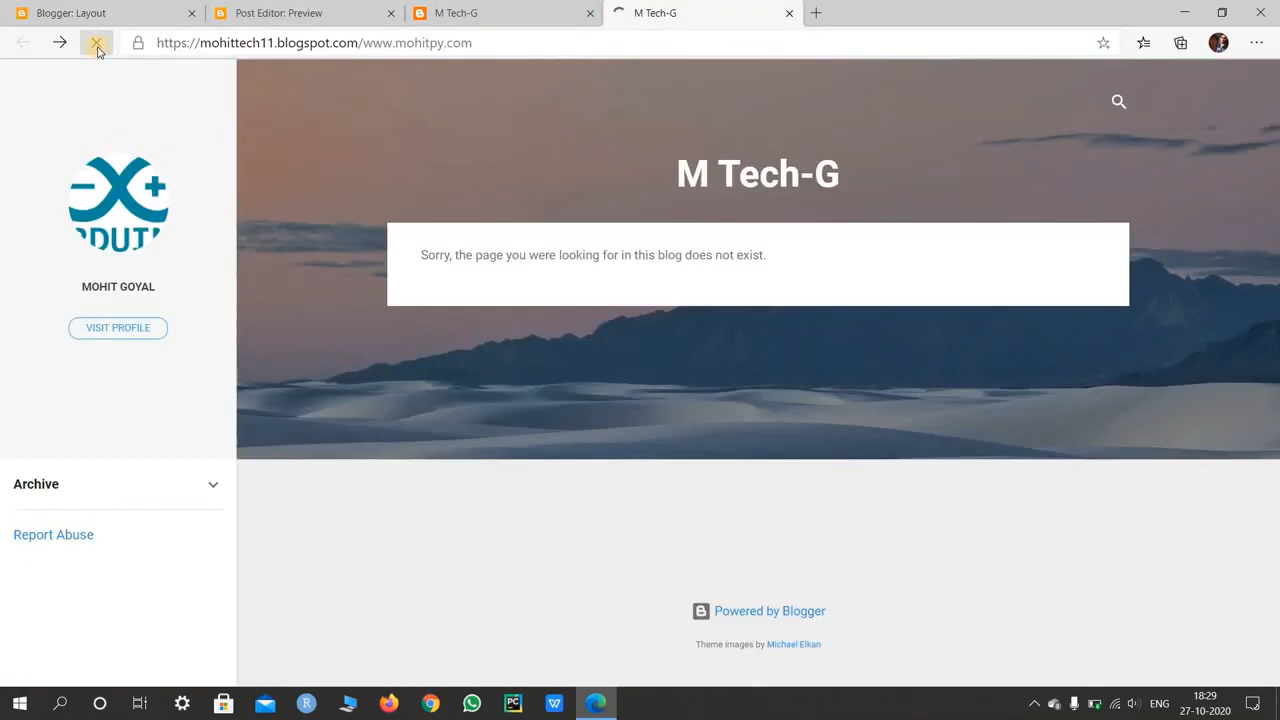 Blogger: Layout
Post Editor: Preview
M Tech-G
M Tech-G
https://mohittech11.blogspot.com/www.mohitpy.com
M Tech-G
Sorry, the page you were looking for in this blog does not exist.
MOHIT GOYAL
VISIT PROFILE
Archive
Report Abuse
Powered by Blogger
Theme images by Michael Elkan
ENG
18:29
27-10-2020